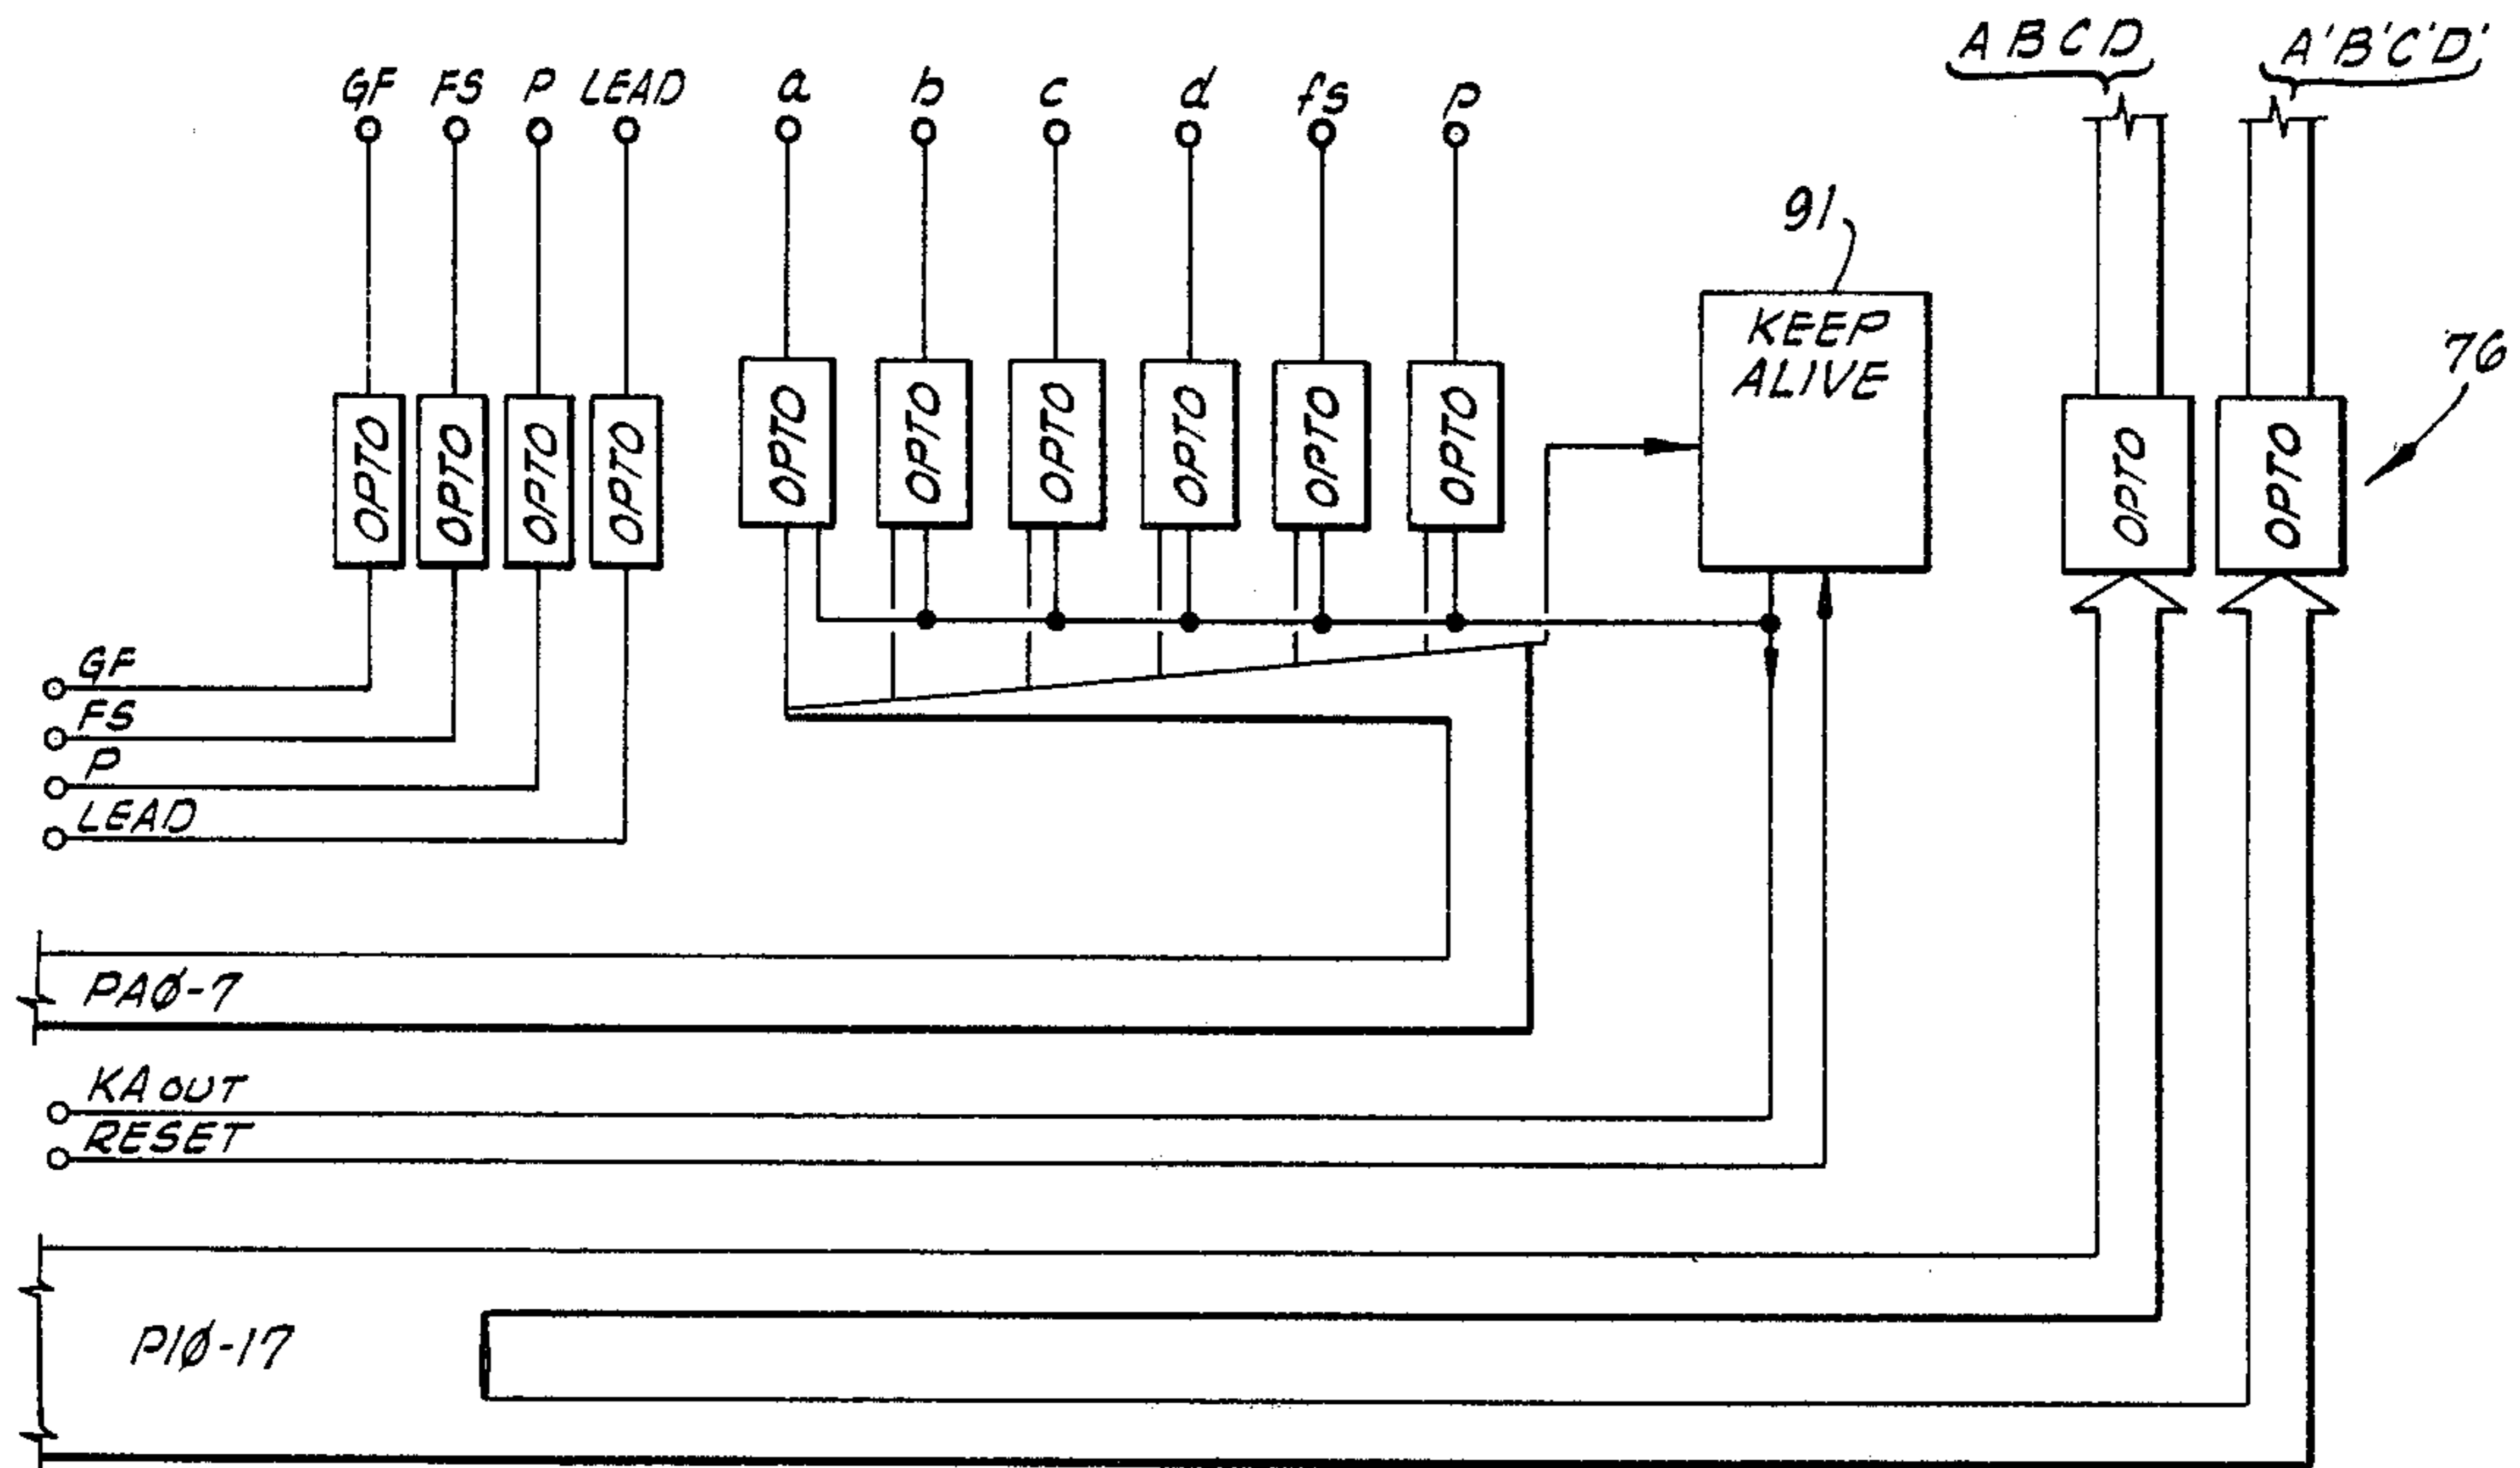 GF FS P LEAD a b c d fs p A B C D A'B'C'D'
91
KEEP
ALIVE
76
OPTO OPTO OPTO OPTO OPTO OPTO OPTO OPTO OPTO OPTO OPTO OPTO
GF
FS
P
LEAD
PAØ-7
KA OUT
RESET
P1Ø-17